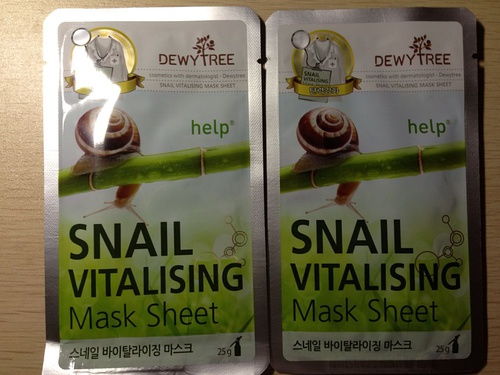 DEWYTREE
cosmetics with dermatologist - Dewytree
SNAIL VITALISING MASK SHEET
help®
SNAIL
VITALISING
Mask Sheet
스네일 바이탈라이징 마스크
25 g
DEWYTREE
cosmetics with dermatologist - Dewytree
SNAIL VITALISING MASK SHEET
SNAIL
VITALISING
help®
SNAIL
VITALISING
Mask Sheet
스네일 바이탈라이징 마스크
25 g